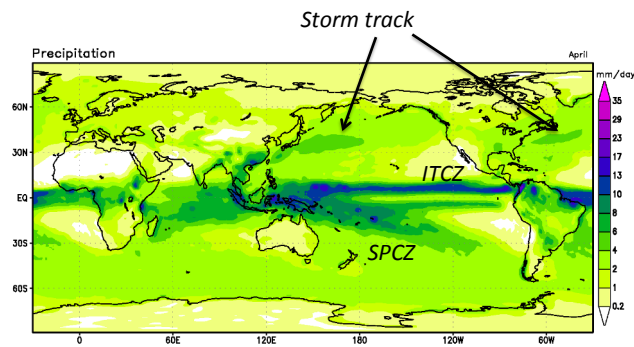 Storm track
Precipitation
April
mm/day
60N
30N
EQ
30S
60S
ITCZ
SPCZ
35
29
23
17
13
10
8
6
4
2
1
0.2
0
60E
120E
180
120W
60W